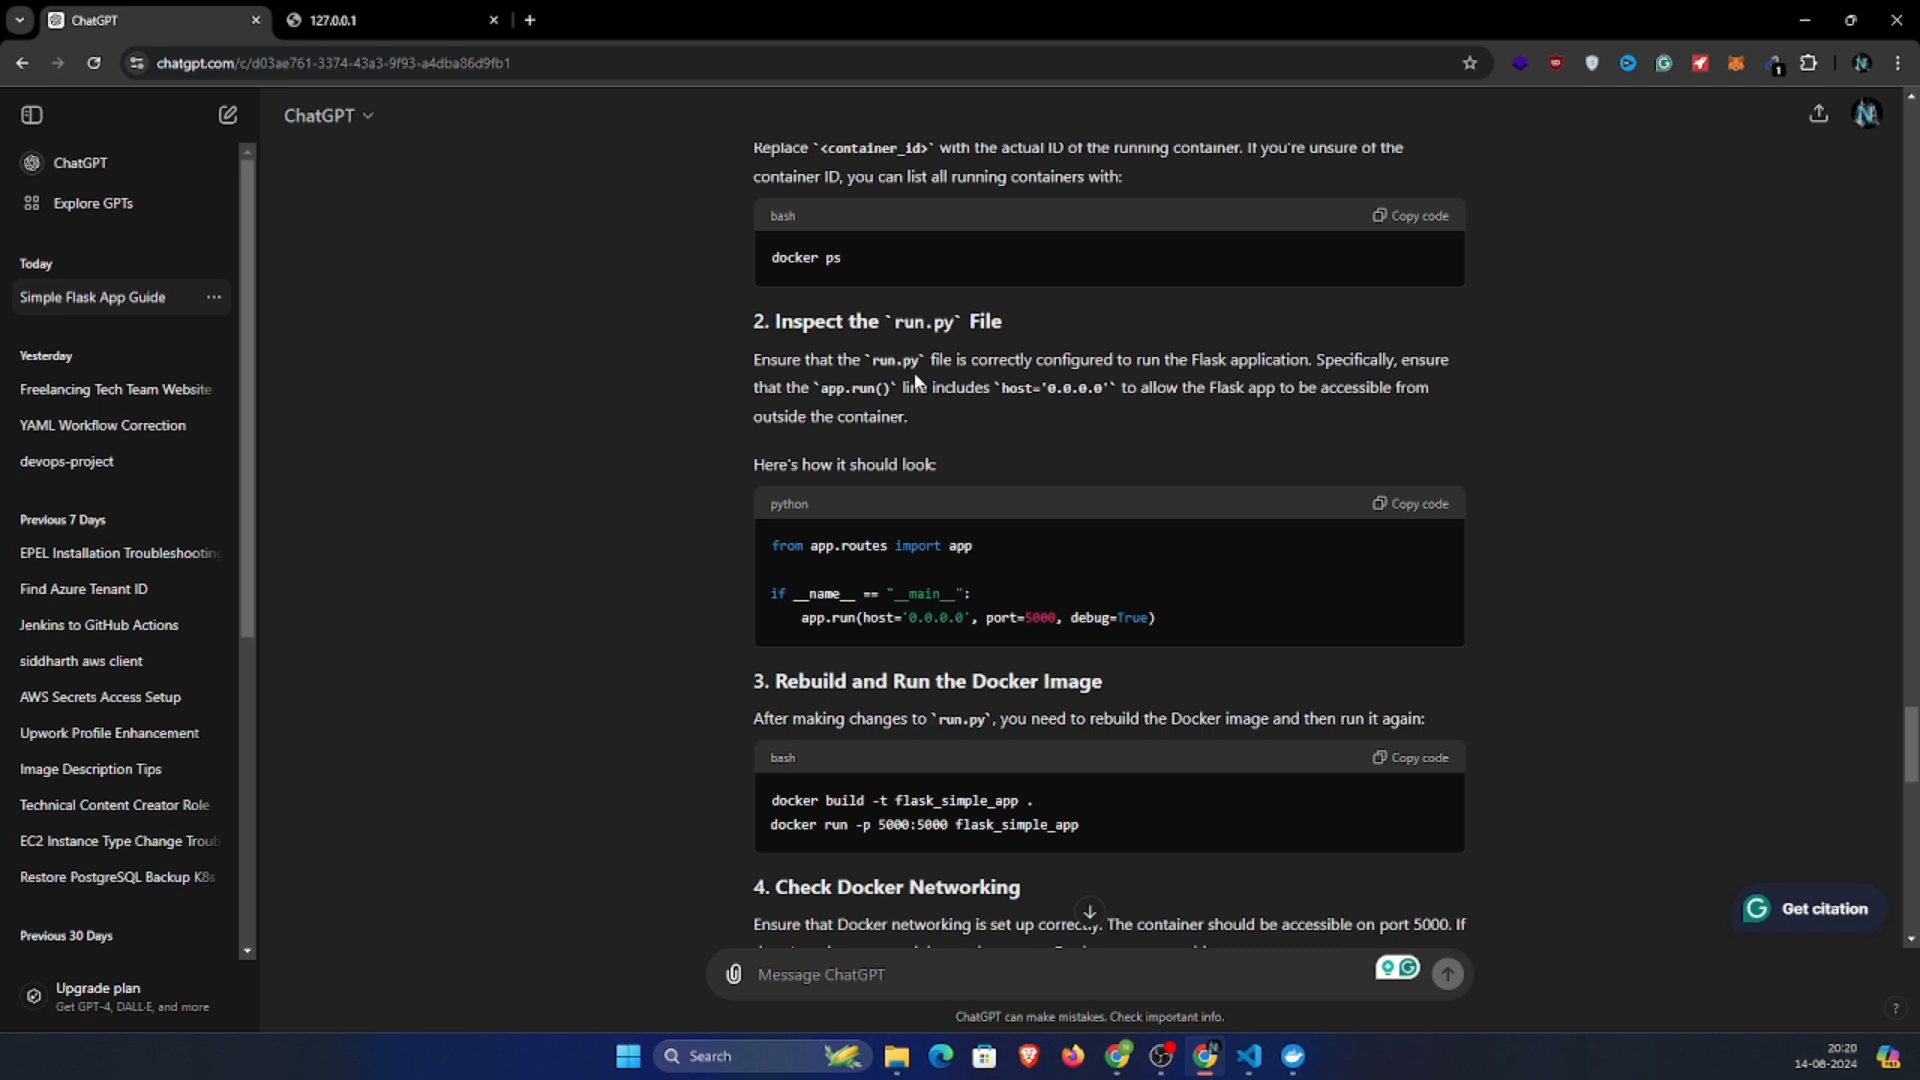 ChatGPT
127.0.0.1
chatgpt.com/c/d03ae761-3374-43a3-9f93-a4dba86d9fb1
1
ChatGPT
ChatGPT
Explore GPTs
Today
Simple Flask App Guide
Yesterday
Freelancing Tech Team Website
YAML Workflow Correction
devops-project
Previous 7 Days
EPEL Installation Troubleshooting
Find Azure Tenant ID
Jenkins to GitHub Actions
siddharth aws client
AWS Secrets Access Setup
Upwork Profile Enhancement
Image Description Tips
Technical Content Creator Role
EC2 Instance Type Change Troub
Restore PostgreSQL Backup K8s
Previous 30 Days
Upgrade plan
Get GPT-4, DALL·E, and more
Replace `<container_id>` with the actual ID of the running container. If you're unsure of the
container ID, you can list all running containers with:
bash
Copy code
docker ps
2. Inspect the `run.py` File
Ensure that the `run.py` file is correctly configured to run the Flask application. Specifically, ensure
that the `app.run()` line includes `host='0.0.0.0'` to allow the Flask app to be accessible from
outside the container.
Here's how it should look:
python
Copy code
from app.routes import app
if __name__ == "__main__":
app.run(host='0.0.0.0', port=5000, debug=True)
3. Rebuild and Run the Docker Image
After making changes to `run.py`, you need to rebuild the Docker image and then run it again:
bash
Copy code
docker build -t flask_simple_app .
docker run -p 5000:5000 flask_simple_app
4. Check Docker Networking
Ensure that Docker networking is set up correctly. The container should be accessible on port 5000. If
Get citation
Message ChatGPT
ChatGPT can make mistakes. Check important info.
?
Search
20:20
14-08-2024